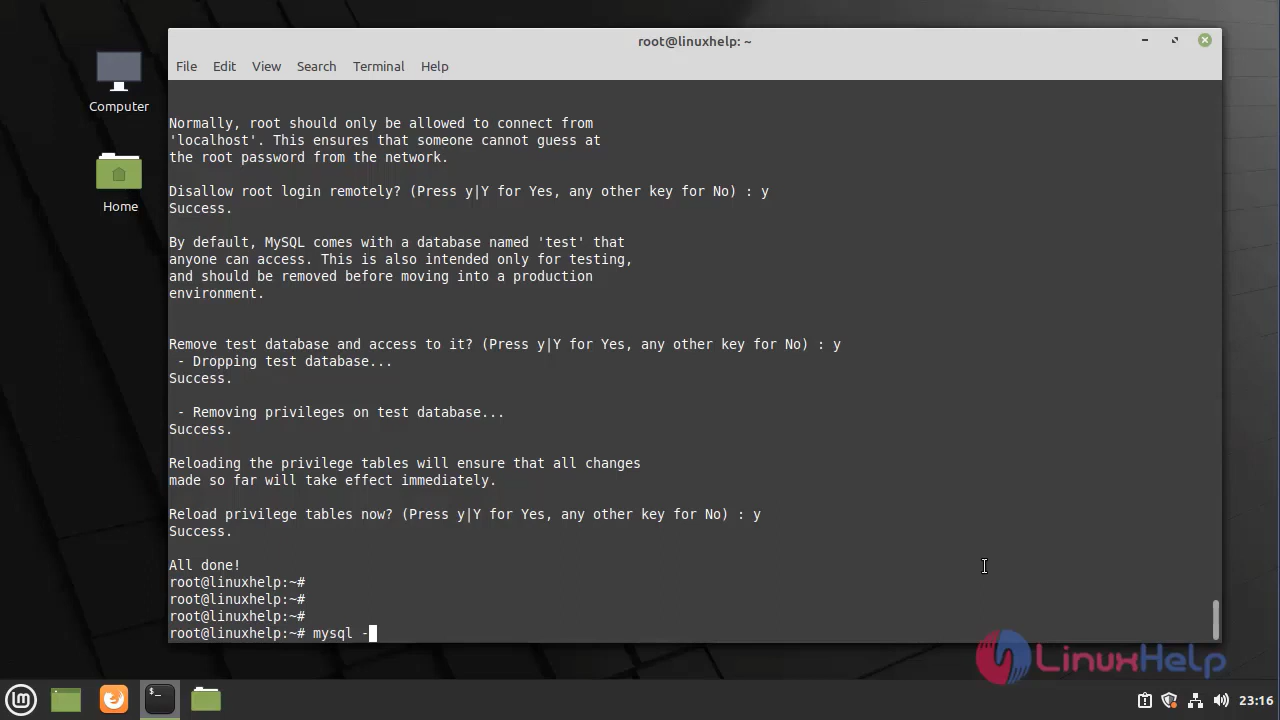 root@linuxhelp: ~
File Edit View Search Terminal Help
Computer
Home
Normally, root should only be allowed to connect from
'localhost'. This ensures that someone cannot guess at
the root password from the network.
Disallow root login remotely? (Press y|Y for Yes, any other key for No) : y
Success.
By default, MySQL comes with a database named 'test' that
anyone can access. This is also intended only for testing,
and should be removed before moving into a production
environment.
Remove test database and access to it? (Press y|Y for Yes, any other key for No) : y
- Dropping test database...
Success.
- Removing privileges on test database...
Success.
Reloading the privilege tables will ensure that all changes
made so far will take effect immediately.
Reload privilege tables now? (Press y|Y for Yes, any other key for No) : y
Success.
All done!
root@linuxhelp:~#
root@linuxhelp:~#
root@linuxhelp:~#
root@linuxhelp:~# mysql -
LinuxHelp
23:16